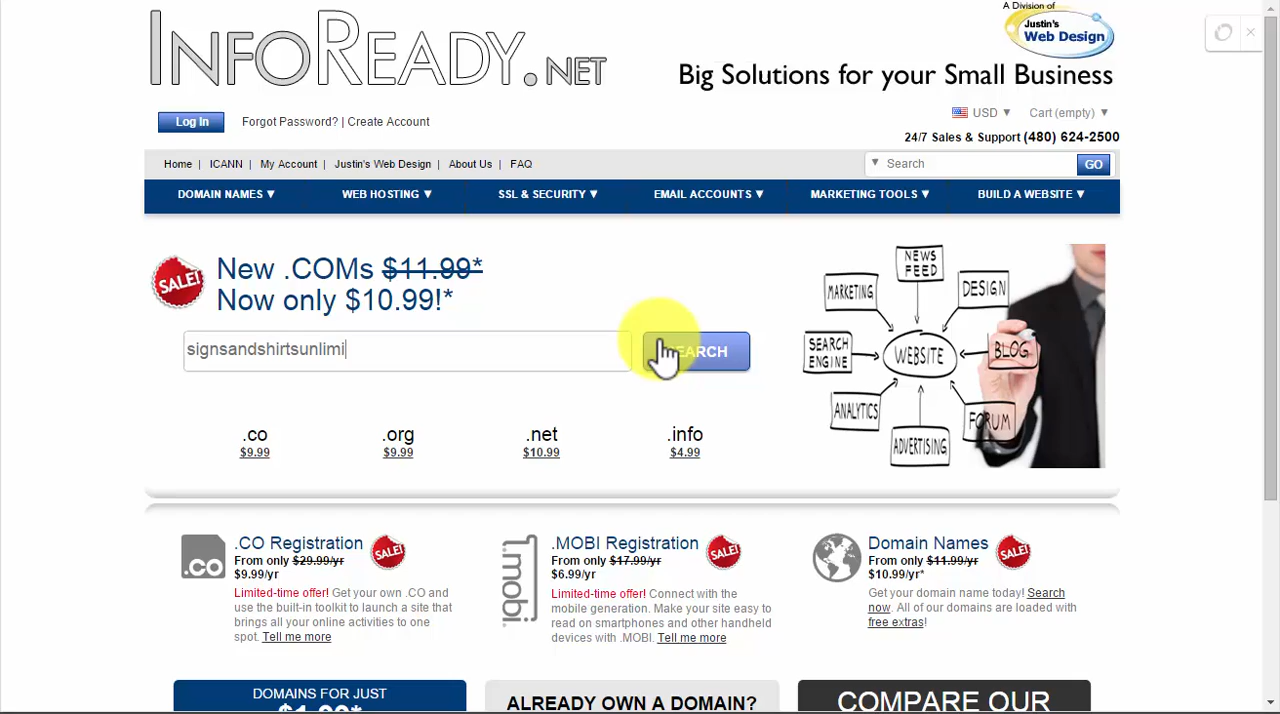 INFOREADY.NET
A Division of
Justin's
Web Design
Big Solutions for your Small Business
Log In Forgot Password? | Create Account
USD ▼ Cart (empty) ▼
24/7 Sales & Support (480) 624-2500
Home | ICANN | My Account | Justin's Web Design | About Us | FAQ
▼ Search GO
DOMAIN NAMES ▼ WEB HOSTING ▼ SSL & SECURITY ▼ EMAIL ACCOUNTS ▼ MARKETING TOOLS ▼ BUILD A WEBSITE ▼
SALE!
New .COMs $11.99*
Now only $10.99!*
signsandshirtsunlimi
.co .org .net .info
$9.99 $9.99 $10.99 $4.99
NEWS
FEED
MARKETING
DESIGN
SEARCH
ENGINE
WEBSITE
BLOG
ANALYTICS
FORUM
ADVERTISING
.co
.CO Registration
SALE!
From only $29.99/yr
$9.99/yr
Limited-time offer! Get your own .CO and
use the built-in toolkit to launch a site that
brings all your online activities to one
spot. Tell me more
.mobi
.MOBI Registration
SALE!
From only $17.99/yr
$6.99/yr
Limited-time offer! Connect with the
mobile generation. Make your site easy to
read on smartphones and other handheld
devices with .MOBI. Tell me more
Domain Names
SALE!
From only $11.99/yr
$10.99/yr*
Get your domain name today! Search
now. All of our domains are loaded with
free extras!
DOMAINS FOR JUST
ALREADY OWN A DOMAIN?
COMPARE OUR